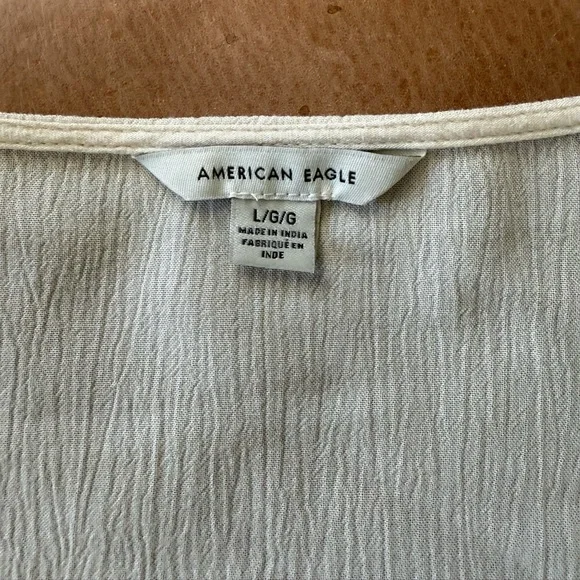 AMERICAN EAGLE
L/G/G
MADE IN INDIA
FABRIQUÉ EN
INDE